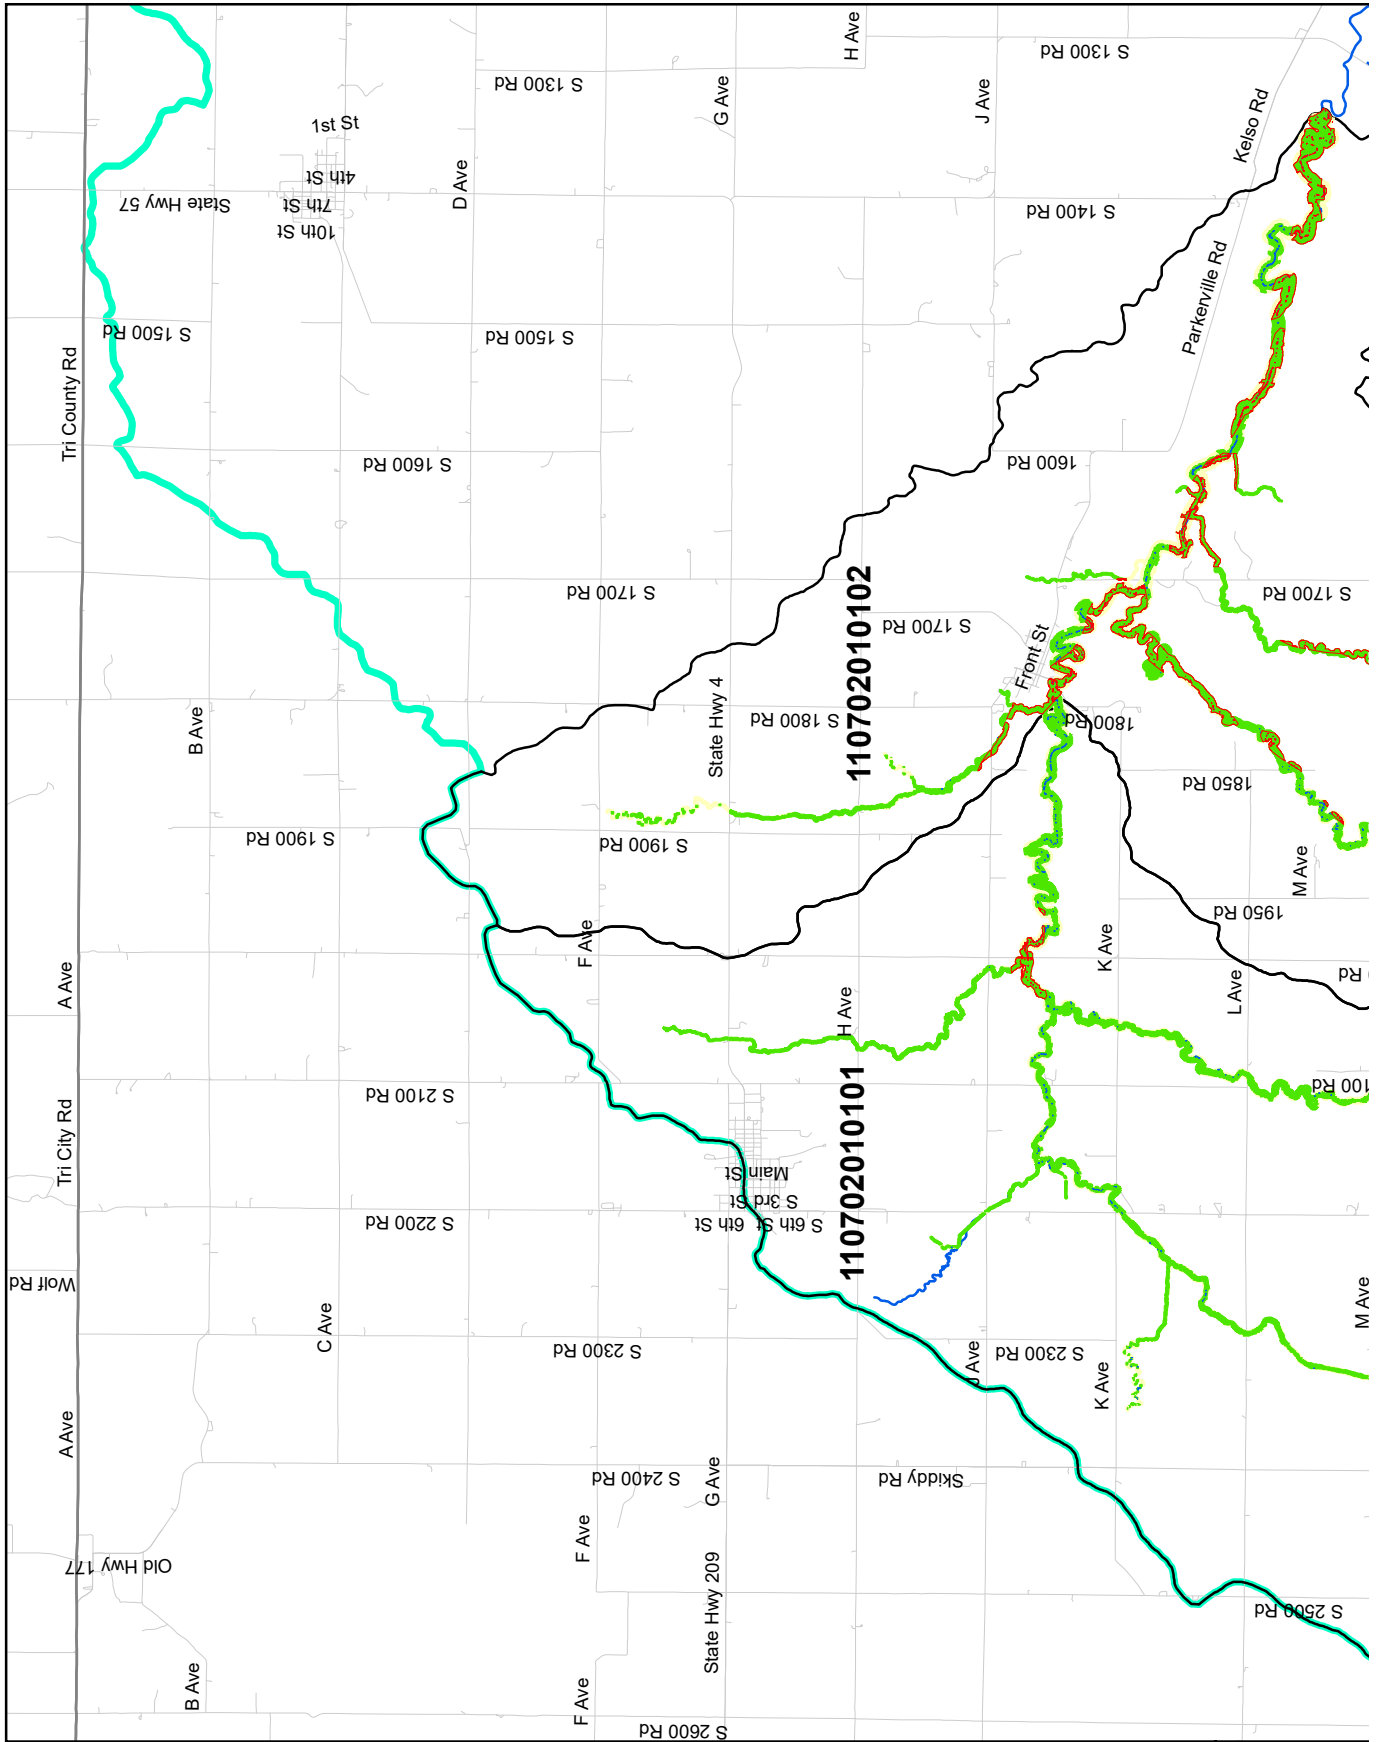 H Ave
S 1300 Rd
S 1300 Rd
G Ave
J Ave
Kelso Rd
1st St
4th St
7th St
10th St
State Hwy 57
D Ave
S 1400 Rd
Parkerville Rd
S 1500 Rd
S 1500 Rd
Tri County Rd
S 1600 Rd
1600 Rd
S 1700 Rd
11070201010102
S 1700 Rd
S 1700 Rd
Front St
B Ave
State Hwy 4
S 1800 Rd
1800 Rd
1850 Rd
S 1900 Rd
S 1900 Rd
M Ave
1950 Rd
F Ave
K Ave
A Ave
H Ave
L Ave
Rd
S 2100 Rd
100 Rd
Tri City Rd
11070201010101
Main St
S 3rd St
6th St
S 6th St
S 2200 Rd
Wolf Rd
C Ave
S 2300 Rd
J Ave
S 2300 Rd
K Ave
M Ave
A Ave
S 2400 Rd
G Ave
Skiddy Rd
F Ave
Old Hwy 177
State Hwy 209
S 2500 Rd
B Ave
F Ave
S 2600 Rd